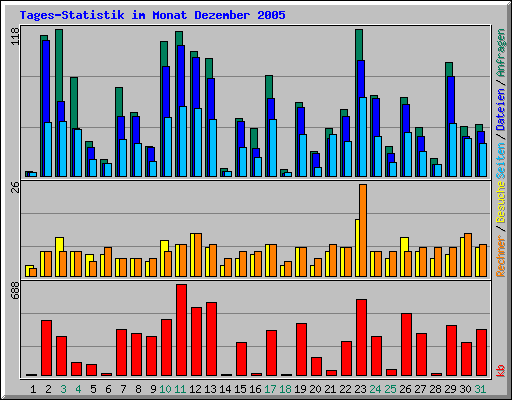 Tages-Statistik im Monat Dezember 2005
118
26
688
Rechner / Besuche Seiten / Dateien / Anfragen
kb
1 2 3 4 5 6 7 8 9 10 11 12 13 14 15 16 17 18 19 20 21 22 23 24 25 26 27 28 29 30 31